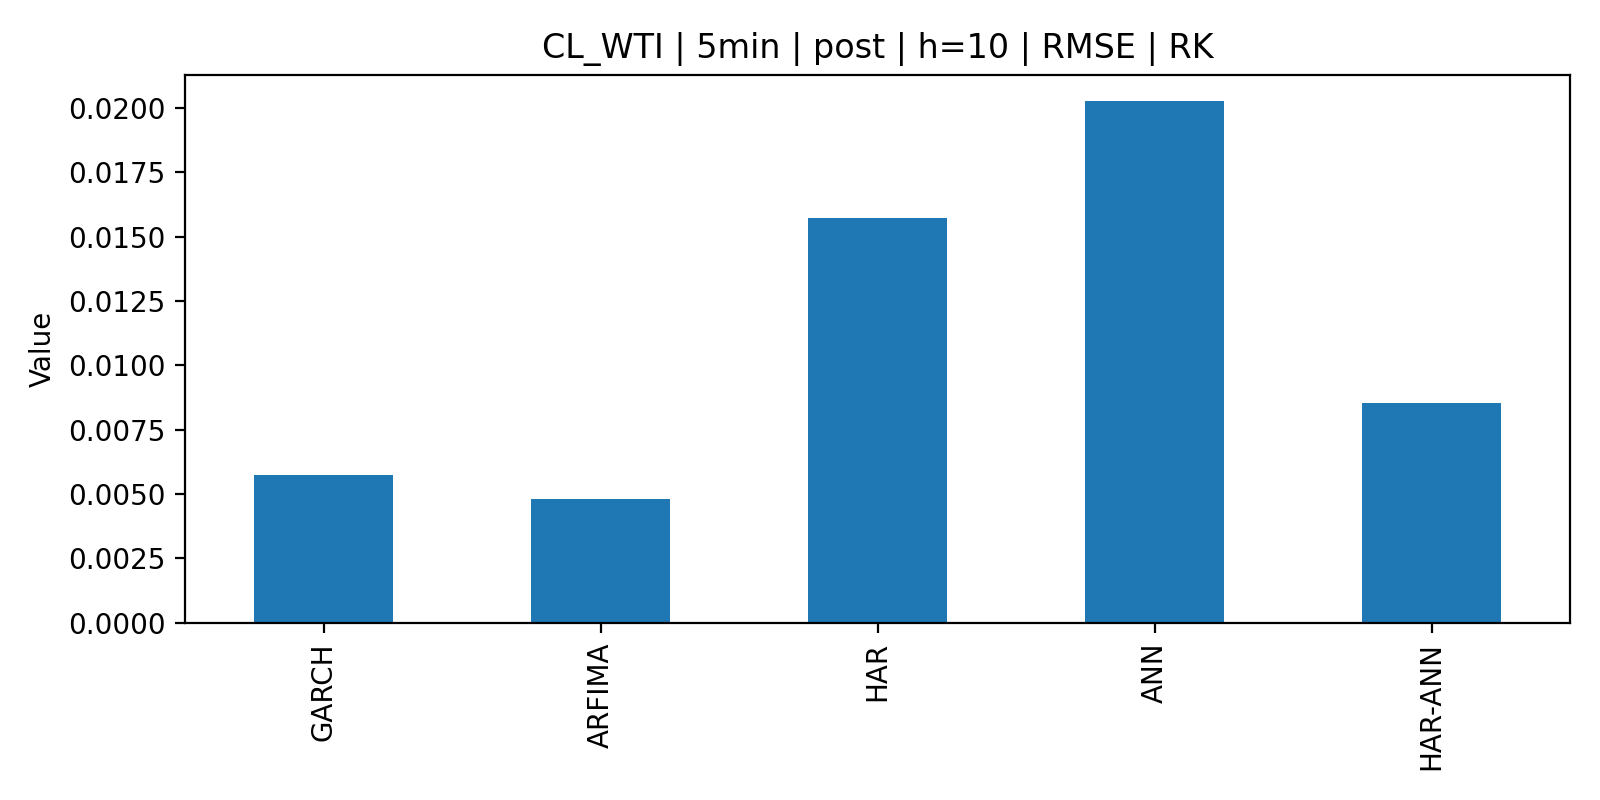 CL_WTI | 5min | post | h=10 | RMSE | RK
Value
0.0200
0.0175
0.0150
0.0125
0.0100
0.0075
0.0050
0.0025
0.0000
GARCH
ARFIMA
HAR
ANN
HAR-ANN